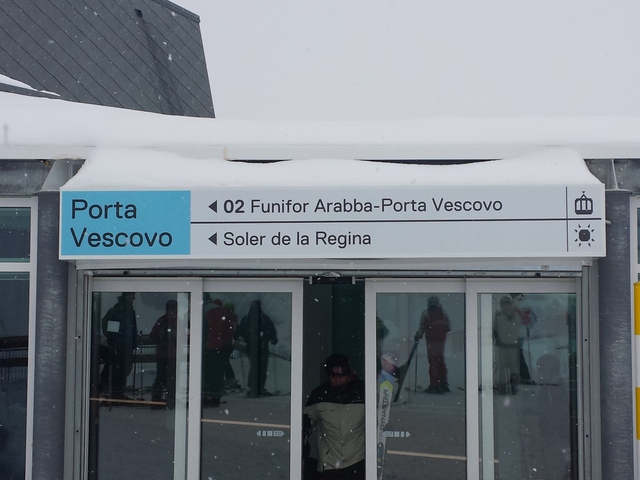 Porta
Vescovo
02 Funifor Arabba-Porta Vescovo
Soler de la Regina